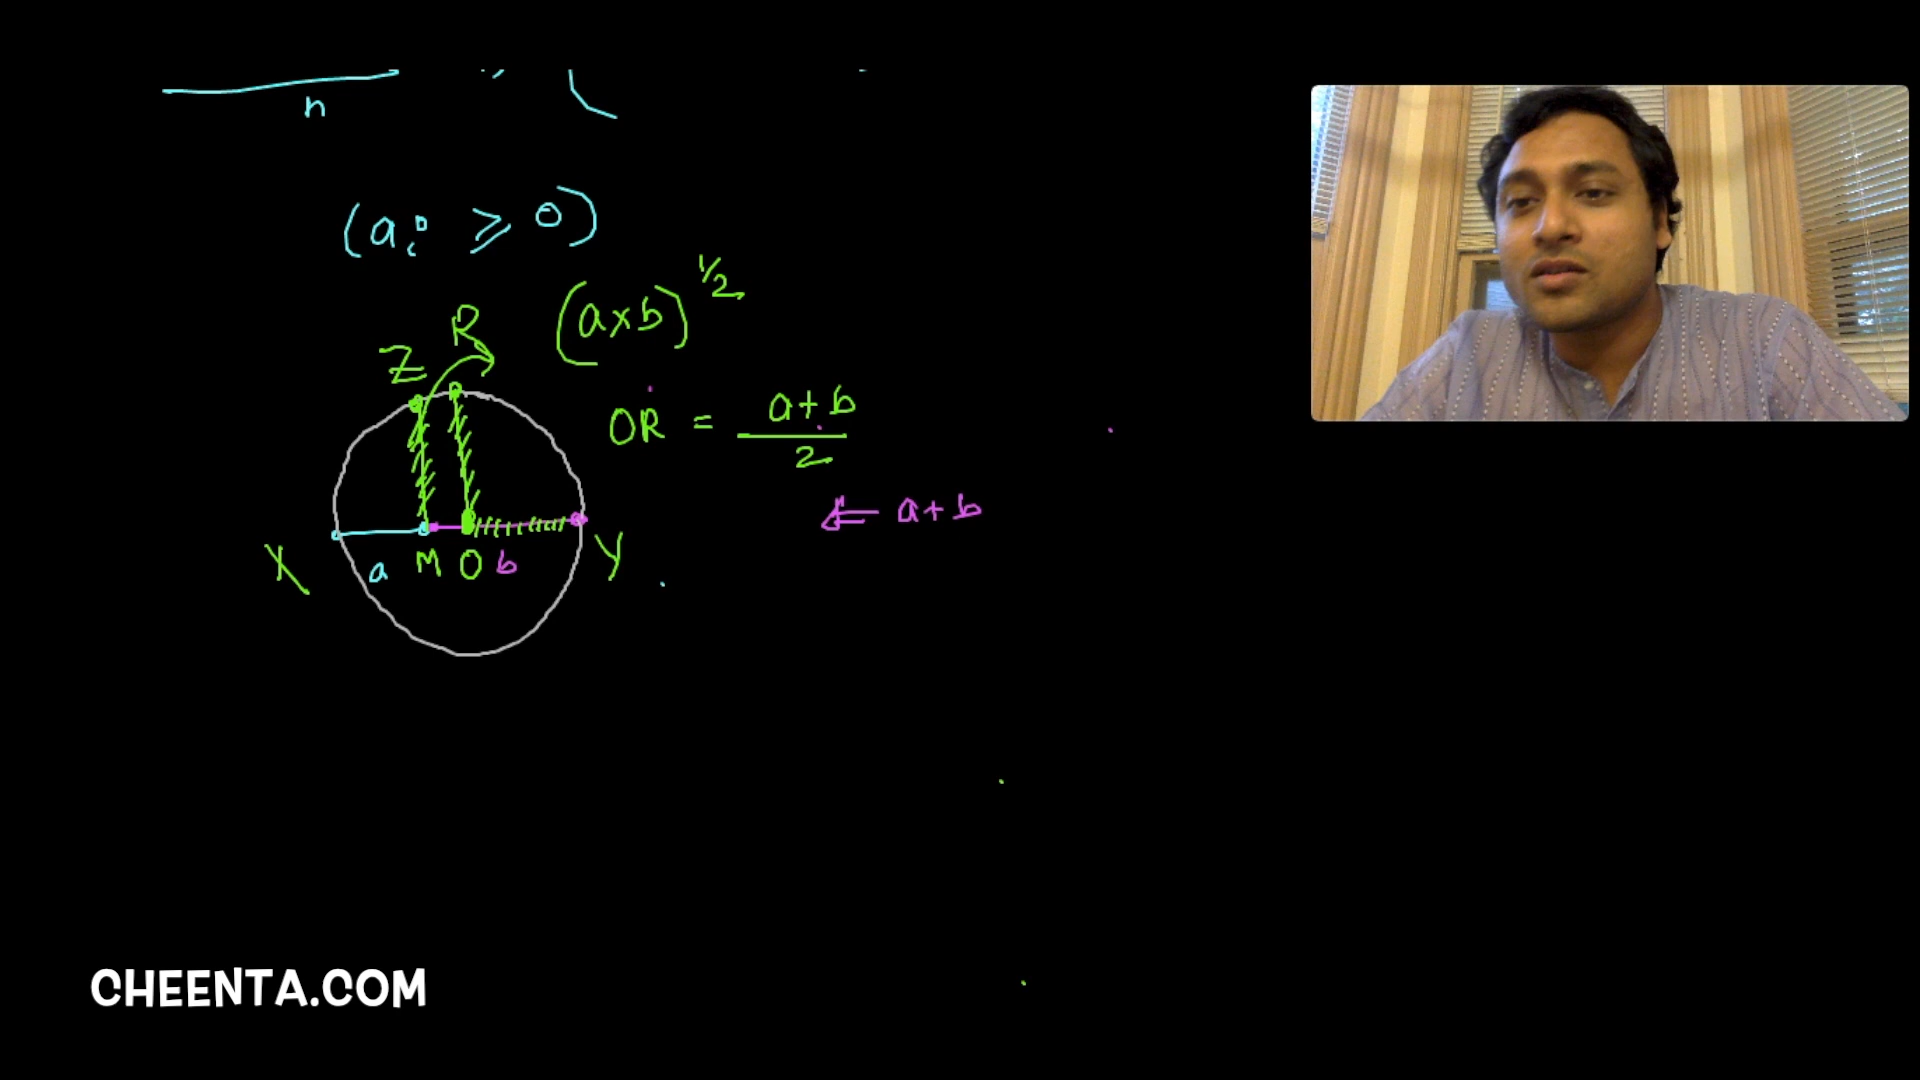 n
(aᵢ ⩾ 0)
(a×b)^1/2
R
Z
OR = a+b / 2
⇐ a+b
X a M O b Y
CHEENTA.COM